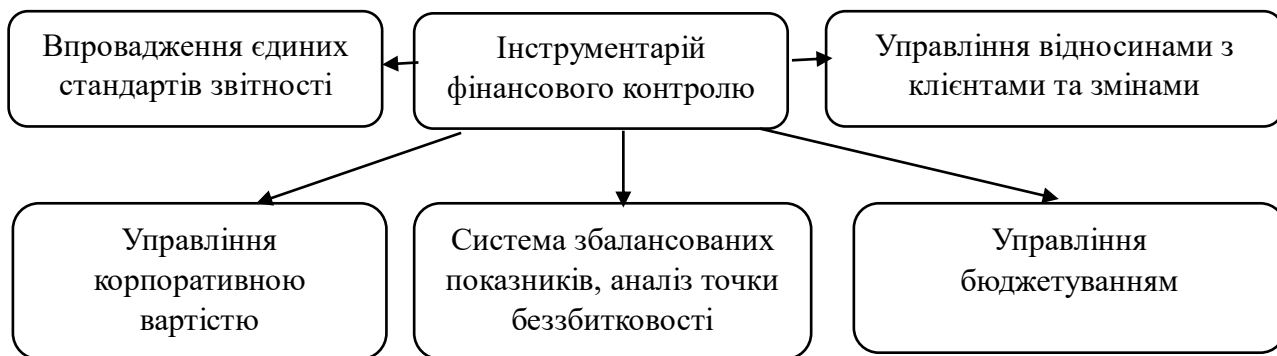 Впровадження єдиних
стандартів звітності
Інструментарій
фінансового контролю
Управління відносинами з
клієнтами та змінами
Управління
корпоративною
вартістю
Система збалансованих
показників, аналіз точки
беззбитковості
Управління
бюджетуванням